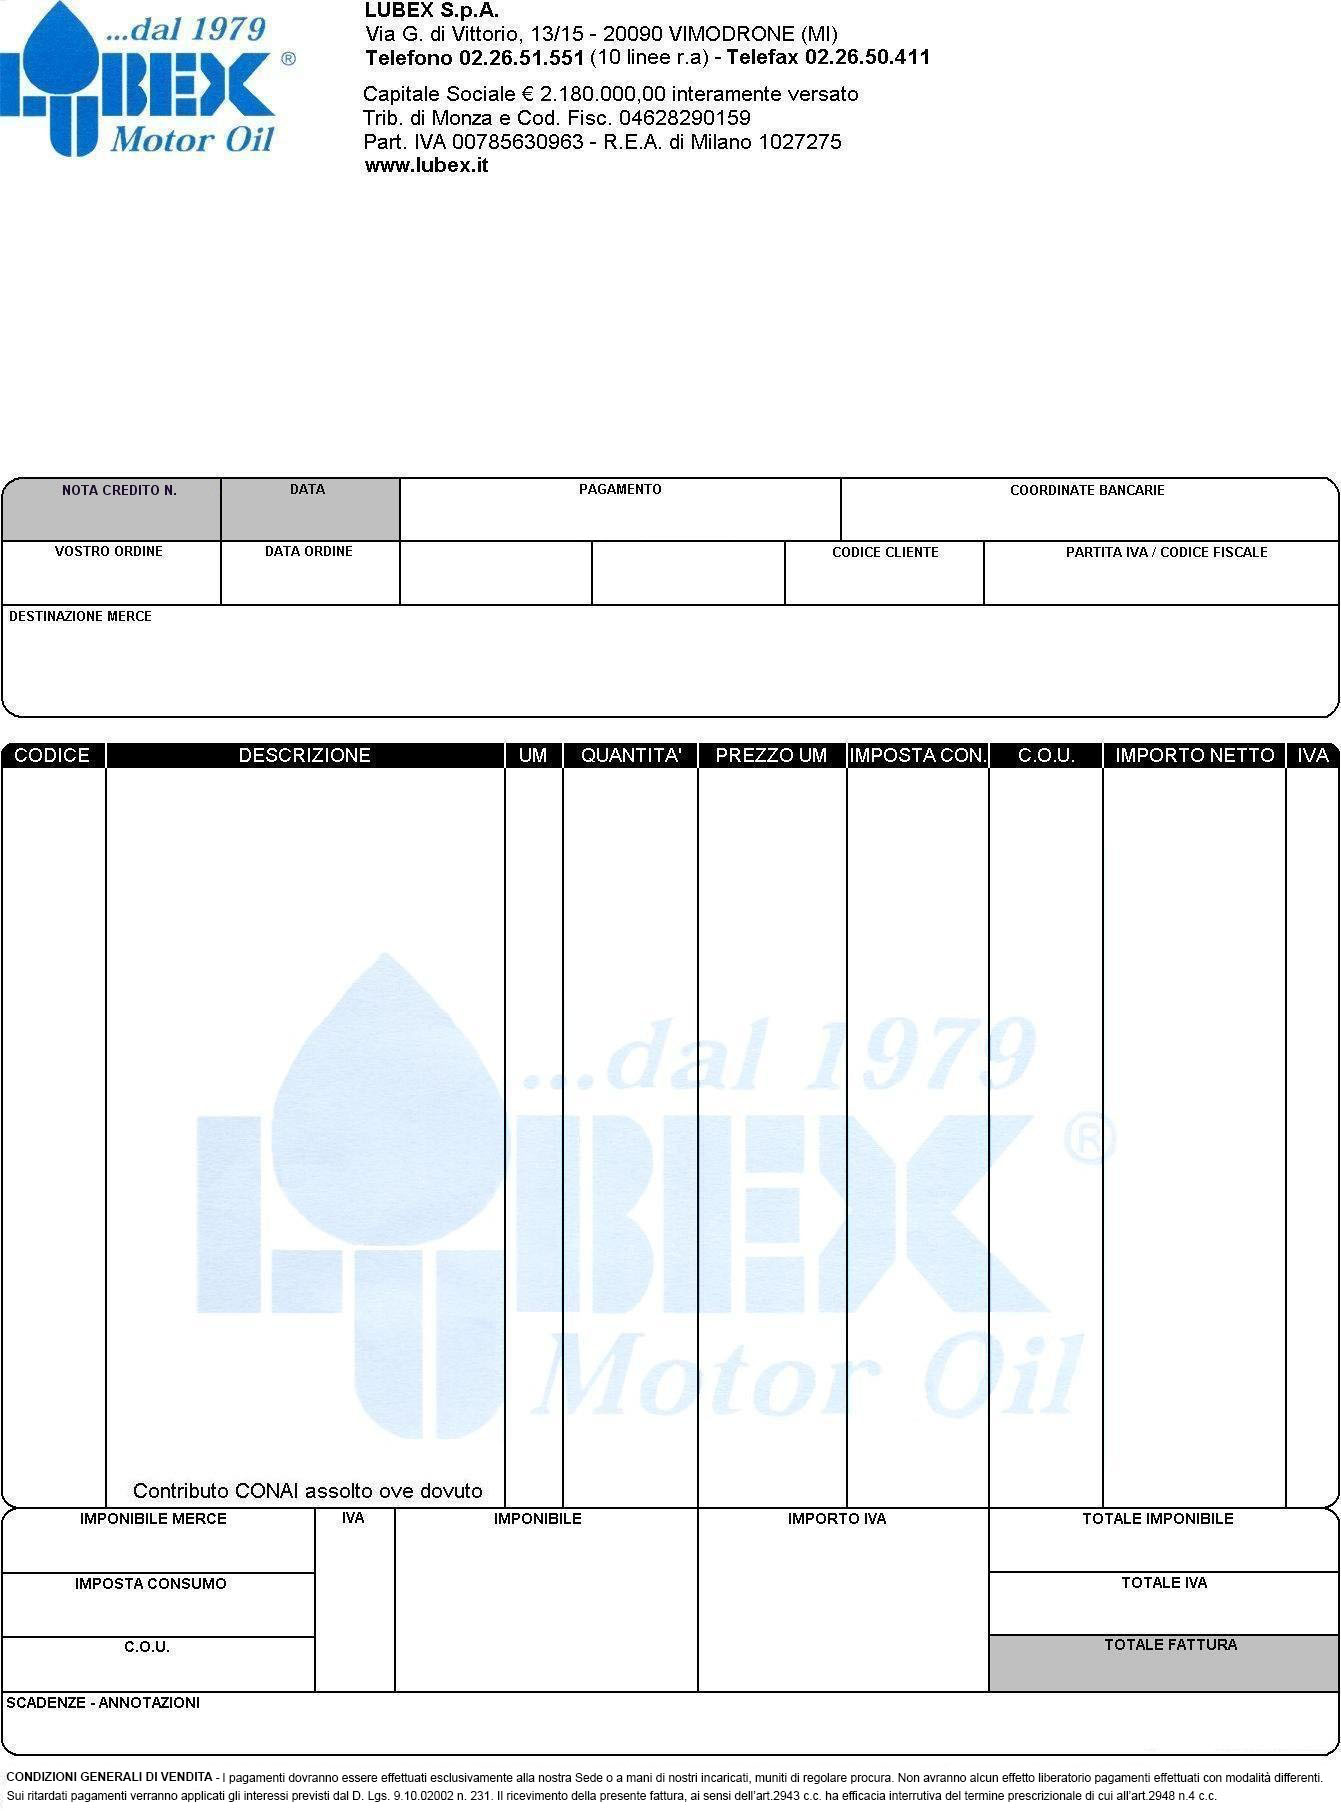 ...dal 1979
LUBEX ®
Motor Oil
LUBEX S.p.A.
Via G. di Vittorio, 13/15 - 20090 VIMODRONE (MI)
Telefono 02.26.51.551 (10 linee r.a) - Telefax 02.26.50.411
Capitale Sociale € 2.180.000,00 interamente versato
Trib. di Monza e Cod. Fisc. 04628290159
Part. IVA 00785630963 - R.E.A. di Milano 1027275
www.lubex.it
NOTA CREDITO N. DATA PAGAMENTO COORDINATE BANCARIE
VOSTRO ORDINE DATA ORDINE CODICE CLIENTE PARTITA IVA / CODICE FISCALE
DESTINAZIONE MERCE
CODICE DESCRIZIONE UM QUANTITA' PREZZO UM IMPOSTA CON. C.O.U. IMPORTO NETTO IVA
...dal 1979
LUBEX ®
Motor Oil
Contributo CONAI assolto ove dovuto
IMPONIBILE MERCE IVA IMPONIBILE IMPORTO IVA TOTALE IMPONIBILE
IMPOSTA CONSUMO TOTALE IVA
C.O.U. TOTALE FATTURA
SCADENZE - ANNOTAZIONI
CONDIZIONI GENERALI DI VENDITA - I pagamenti dovranno essere effettuati esclusivamente alla nostra Sede o a mani di nostri incaricati, muniti di regolare procura. Non avranno alcun effetto liberatorio pagamenti effettuati con modalità differenti.
Sui ritardati pagamenti verranno applicati gli interessi previsti dal D. Lgs. 9.10.02002 n. 231. Il ricevimento della presente fattura, ai sensi dell'art.2943 c.c. ha efficacia interrutiva del termine prescrizionale di cui all'art.2948 n.4 c.c.